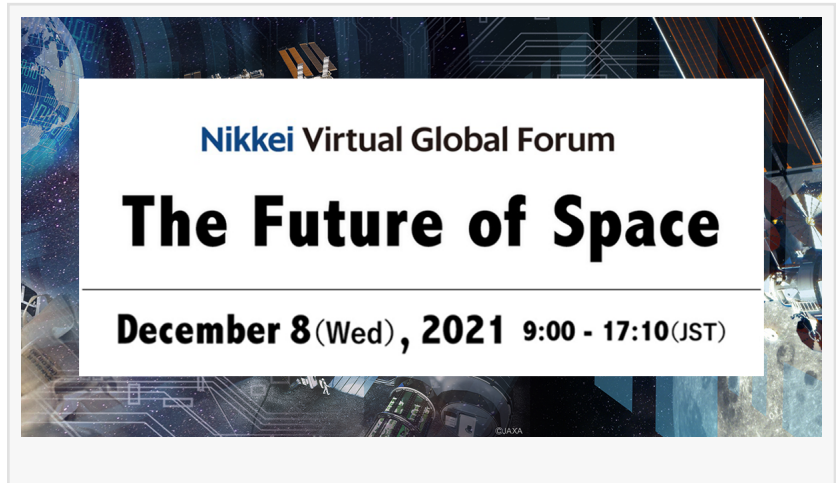 Nikkei Virtual Global Forum
The Future of Space
December 8(Wed), 2021 9:00 - 17:10(JST)
©JAXA